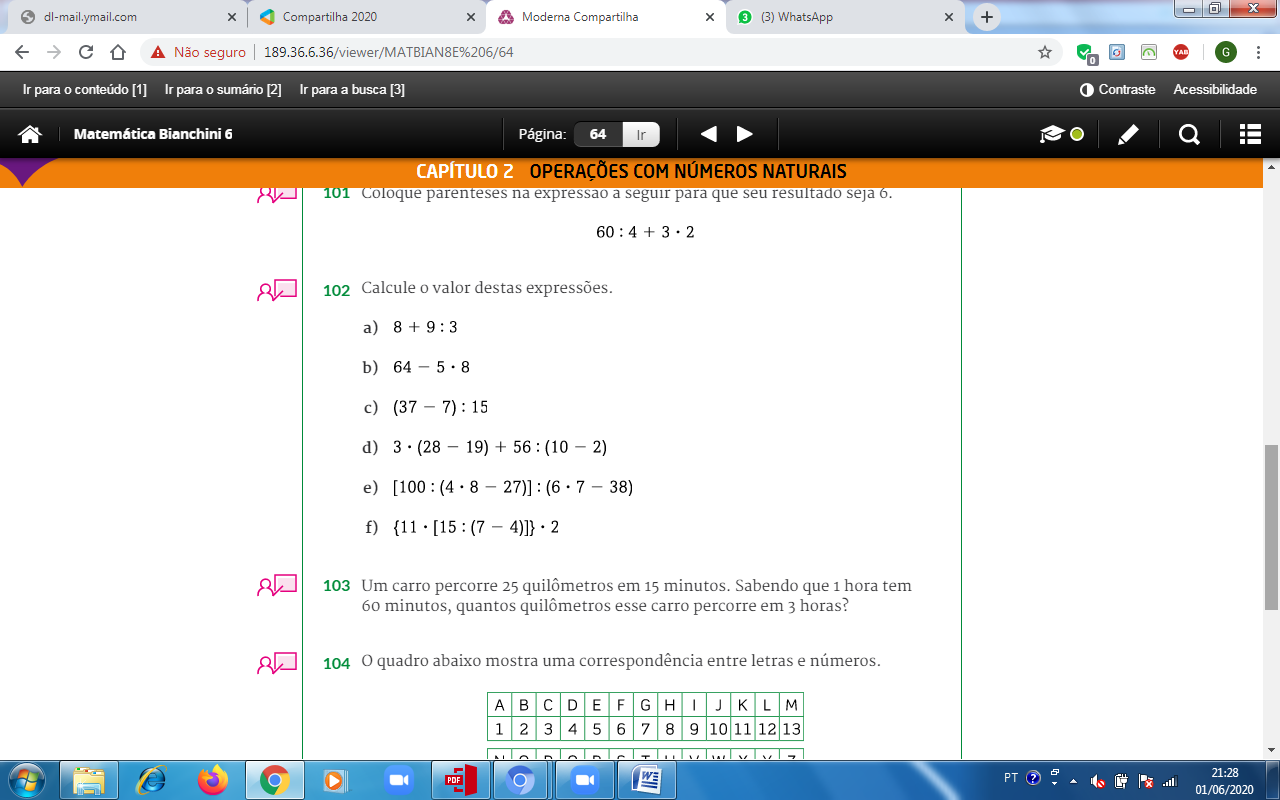 dl-mail.ymail.com
Compartilha 2020
Moderna Compartilha
(3) WhatsApp
Não seguro
189.36.6.36/viewer/MATBIAN8E%206/64
Ir para o conteúdo [1] Ir para o sumário [2] Ir para a busca [3]
Contraste Acessibilidade
Matemática Bianchini 6
Página: 64 Ir
CAPÍTULO 2 OPERAÇÕES COM NÚMEROS NATURAIS
101 Coloque parênteses na expressão a seguir para que seu resultado seja 6.
60 : 4 + 3 · 2
102 Calcule o valor destas expressões.
a) 8 + 9 : 3
b) 64 − 5 · 8
c) (37 − 7) : 15
d) 3 · (28 − 19) + 56 : (10 − 2)
e) [100 : (4 · 8 − 27)] : (6 · 7 − 38)
f) {11 · [15 : (7 − 4)]} · 2
103 Um carro percorre 25 quilômetros em 15 minutos. Sabendo que 1 hora tem
60 minutos, quantos quilômetros esse carro percorre em 3 horas?
104 O quadro abaixo mostra uma correspondência entre letras e números.
A B C D E F G H I J K L M
1 2 3 4 5 6 7 8 9 10 11 12 13
PT
21:28
01/06/2020